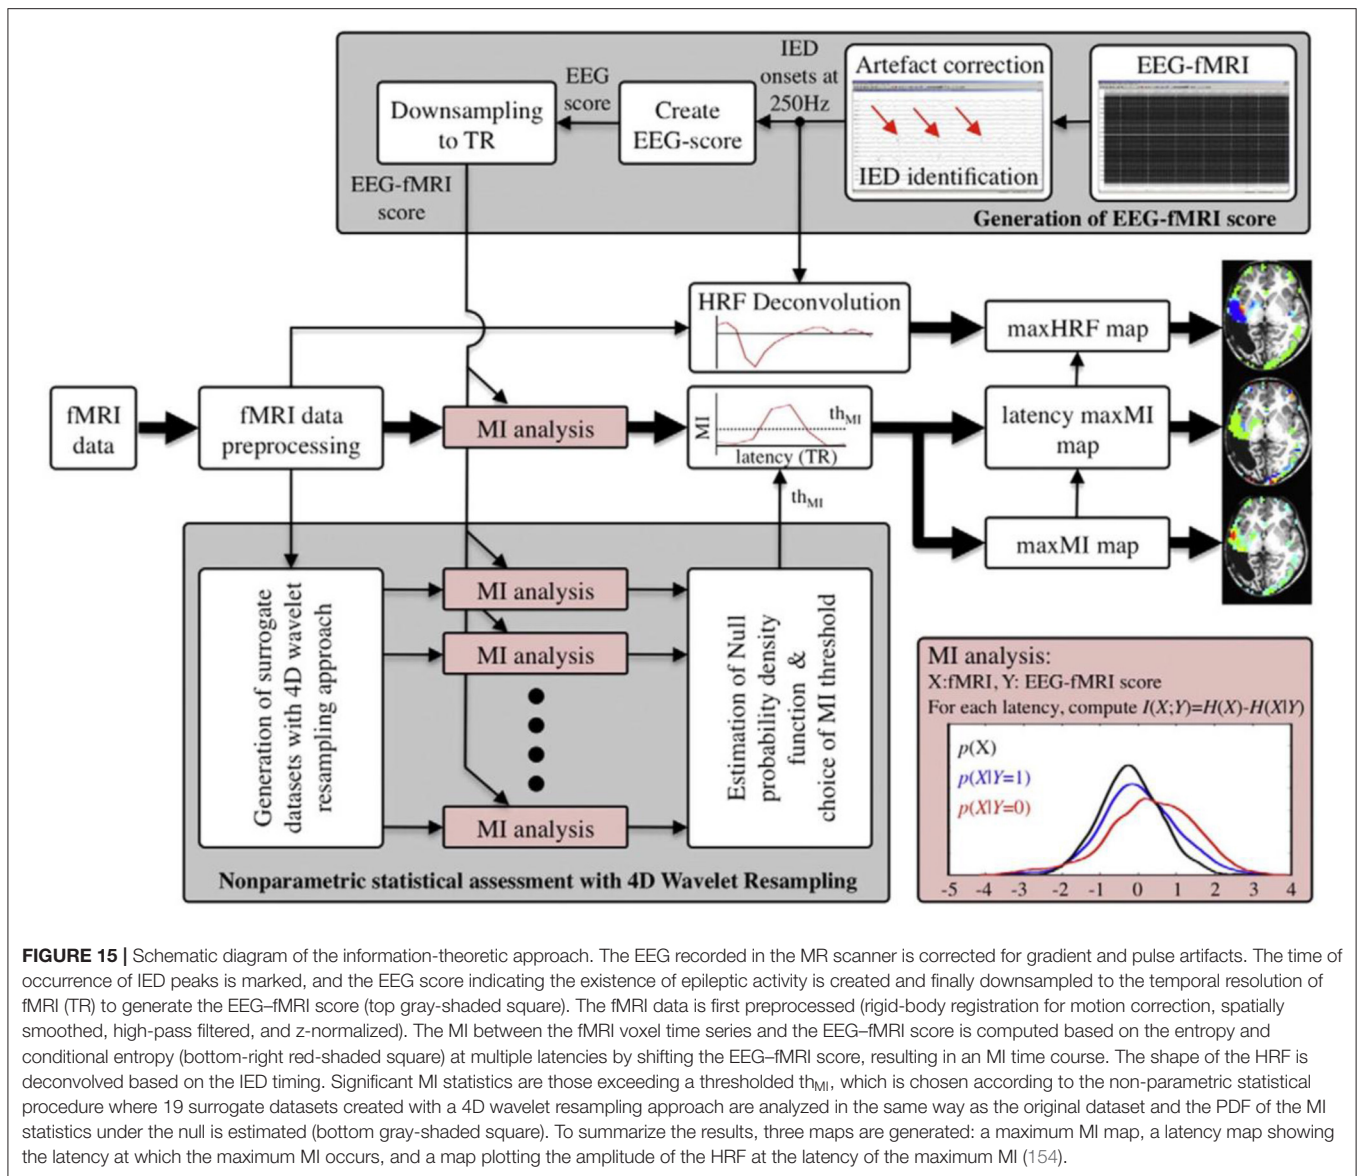 EEG-fMRI
Artefact correction
IED identification
IED
onsets at
250Hz
Create
EEG-score
EEG
score
Downsampling
to TR
EEG-fMRI
score
Generation of EEG-fMRI score
HRF Deconvolution
maxHRF map
fMRI
data
fMRI data
preprocessing
MI analysis
MI
th_MI
latency (TR)
latency maxMI
map
th_MI
maxMI map
Generation of surrogate
datasets with 4D wavelet
resampling approach
MI analysis
MI analysis
MI analysis
Estimation of Null
probability density
function &
choice of MI threshold
Nonparametric statistical assessment with 4D Wavelet Resampling
MI analysis:
X:fMRI, Y: EEG-fMRI score
For each latency, compute I(X;Y)=H(X)-H(X|Y)
p(X)
p(X|Y=1)
p(X|Y=0)
-5 -4 -3 -2 -1 0 1 2 3 4
FIGURE 15 | Schematic diagram of the information-theoretic approach. The EEG recorded in the MR scanner is corrected for gradient and pulse artifacts. The time of
occurrence of IED peaks is marked, and the EEG score indicating the existence of epileptic activity is created and finally downsampled to the temporal resolution of
fMRI (TR) to generate the EEG–fMRI score (top gray-shaded square). The fMRI data is first preprocessed (rigid-body registration for motion correction, spatially
smoothed, high-pass filtered, and z-normalized). The MI between the fMRI voxel time series and the EEG–fMRI score is computed based on the entropy and
conditional entropy (bottom-right red-shaded square) at multiple latencies by shifting the EEG–fMRI score, resulting in an MI time course. The shape of the HRF is
deconvolved based on the IED timing. Significant MI statistics are those exceeding a thresholded th_MI, which is chosen according to the non-parametric statistical
procedure where 19 surrogate datasets created with a 4D wavelet resampling approach are analyzed in the same way as the original dataset and the PDF of the MI
statistics under the null is estimated (bottom gray-shaded square). To summarize the results, three maps are generated: a maximum MI map, a latency map showing
the latency at which the maximum MI occurs, and a map plotting the amplitude of the HRF at the latency of the maximum MI (154).